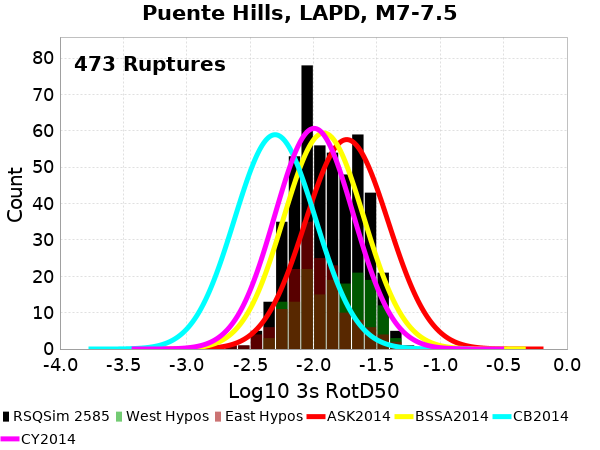 Puente Hills, LAPD, M7-7.5
473 Ruptures
80
70
60
50
40
30
20
10
0
Count
-4.0 -3.5 -3.0 -2.5 -2.0 -1.5 -1.0 -0.5 0.0
Log10 3s RotD50
RSQSim 2585 West Hypos East Hypos ASK2014 BSSA2014 CB2014
CY2014